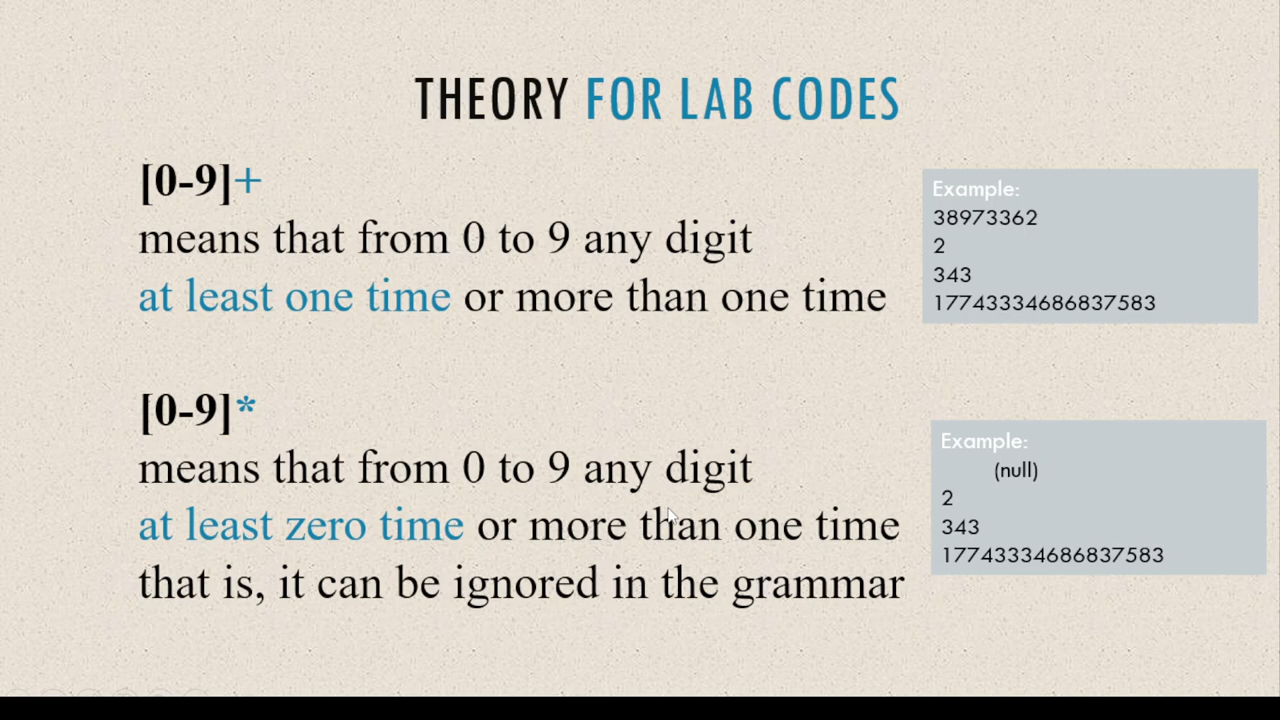 THEORY FOR LAB CODES
[0-9]+
means that from 0 to 9 any digit
at least one time or more than one time
Example:
38973362
2
343
17743334686837583
[0-9]*
means that from 0 to 9 any digit
at least zero time or more than one time
that is, it can be ignored in the grammar
Example:
(null)
2
343
17743334686837583